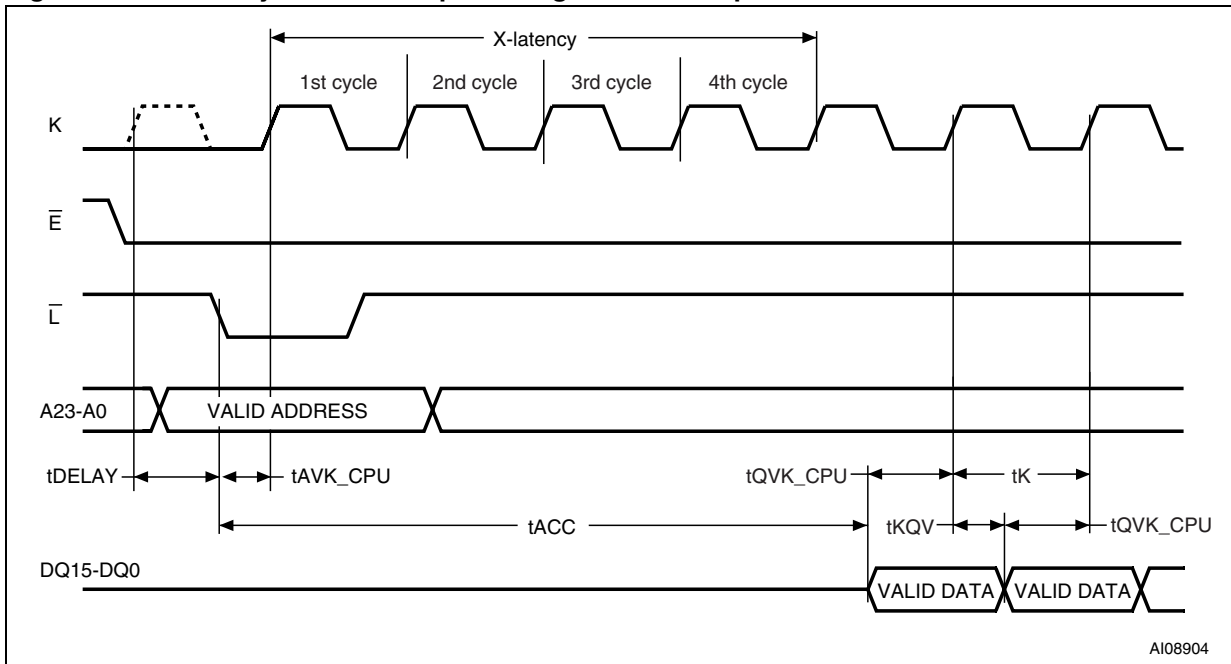 X-latency
1st cycle 2nd cycle 3rd cycle 4th cycle
K
E
L
A23-A0 VALID ADDRESS
tDELAY tAVK_CPU tQVK_CPU tK
tACC tKQV tQVK_CPU
DQ15-DQ0
VALID DATA VALID DATA
AI08904